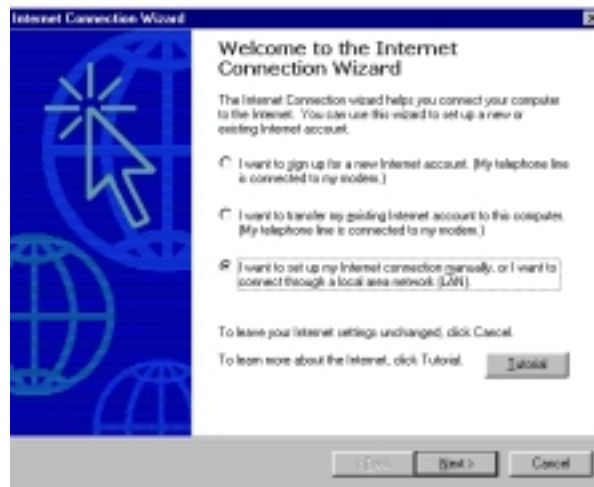 Internet Connection Wizard
Welcome to the Internet
Connection Wizard
The Internet Connection wizard helps you connect your computer
to the Internet. You can use this wizard to set up a new or
existing Internet account.
I want to sign up for a new Internet account. (My telephone line
is connected to my modem.)
I want to transfer my existing Internet account to this computer.
(My telephone line is connected to my modem.)
I want to set up my Internet connection manually, or I want to
connect through a local area network (LAN).
To leave your Internet settings unchanged, click Cancel.
To learn more about the Internet, click Tutorial.
Tutorial
< Back
Next >
Cancel